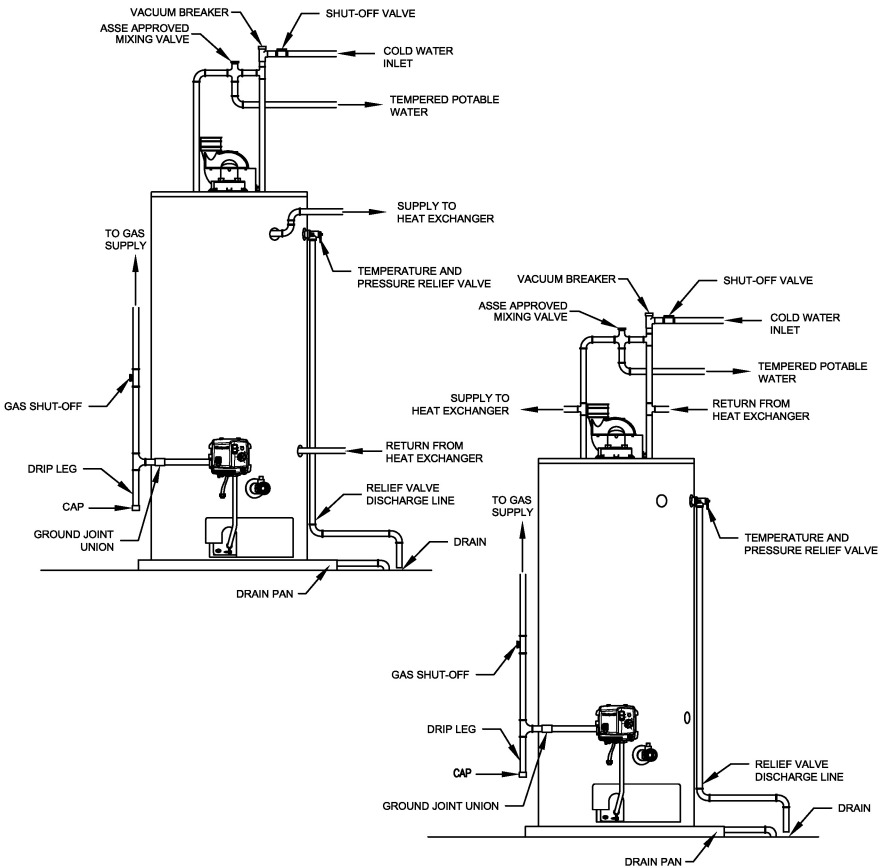 VACUUM BREAKER
SHUT-OFF VALVE
ASSE APPROVED
MIXING VALVE
COLD WATER
INLET
TEMPERED POTABLE
WATER
SUPPLY TO
HEAT EXCHANGER
TO GAS
SUPPLY
TEMPERATURE AND
PRESSURE RELIEF VALVE
GAS SHUT-OFF
RETURN FROM
HEAT EXCHANGER
DRIP LEG
CAP
RELIEF VALVE
DISCHARGE LINE
GROUND JOINT
UNION
DRAIN
DRAIN PAN
VACUUM BREAKER
SHUT-OFF VALVE
ASSE APPROVED
MIXING VALVE
COLD WATER
INLET
TEMPERED POTABLE
WATER
SUPPLY TO
HEAT EXCHANGER
RETURN FROM
HEAT EXCHANGER
TO GAS
SUPPLY
TEMPERATURE AND
PRESSURE RELIEF VALVE
GAS SHUT-OFF
DRIP LEG
CAP
RELIEF VALVE
DISCHARGE LINE
GROUND JOINT UNION
DRAIN
DRAIN PAN